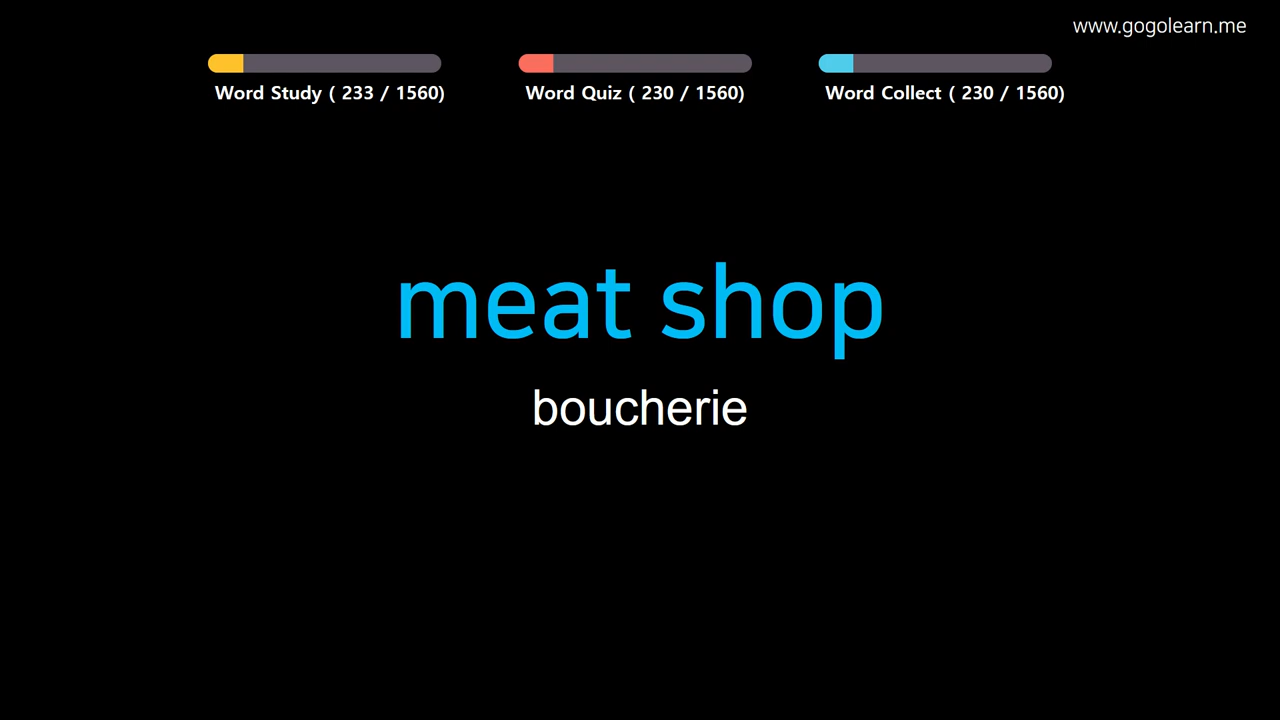 www.gogolearn.me
Word Study ( 233 / 1560)
Word Quiz ( 230 / 1560)
Word Collect ( 230 / 1560)
meat shop
boucherie